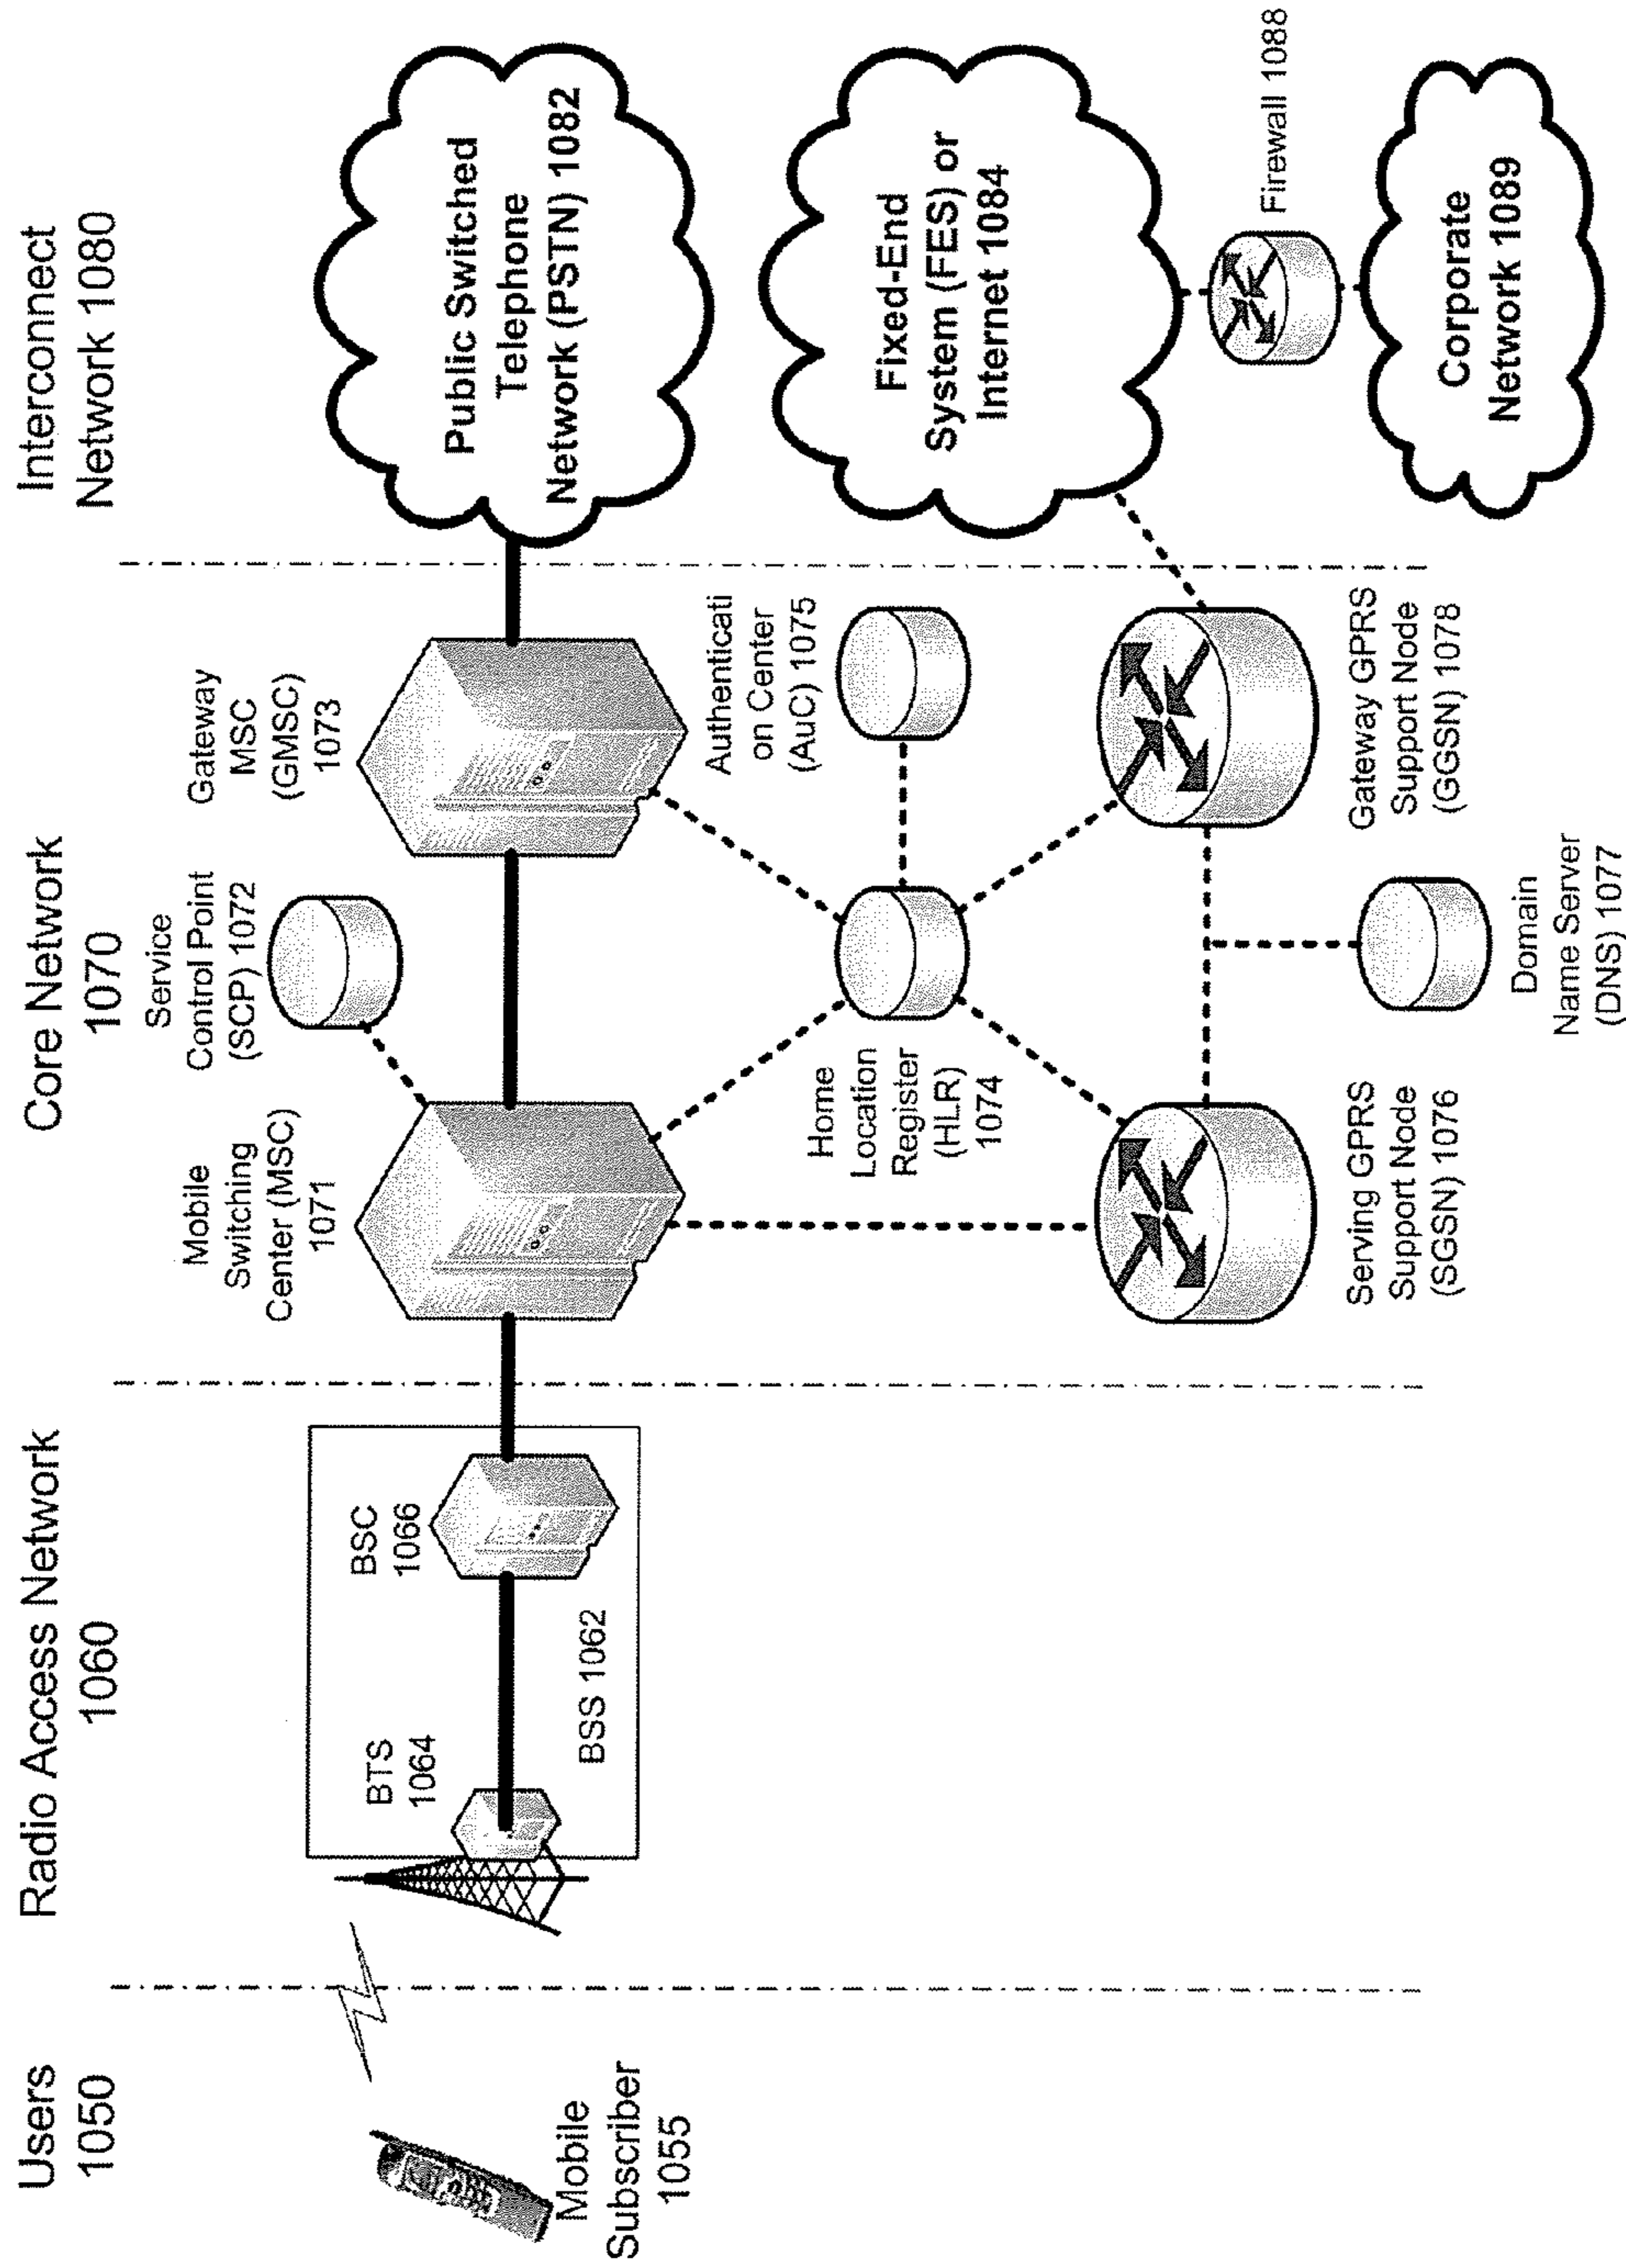 Users
1050
Radio Access Network
1060
Core Network
1070
Interconnect
Network 1080
Mobile
Subscriber
1055
BTS
1064
BSC
1066
BSS 1062
Mobile
Switching
Center (MSC)
1071
Service
Control Point
(SCP) 1072
Gateway
MSC
(GMSC)
1073
Public Switched
Telephone
Network (PSTN) 1082
Home
Location
Register
(HLR)
1074
Authenticati
on Center
(AuC) 1075
Fixed-End
System (FES) or
Internet 1084
Serving GPRS
Support Node
(SGSN) 1076
Domain
Name Server
(DNS) 1077
Gateway GPRS
Support Node
(GGSN) 1078
Firewall 1088
Corporate
Network 1089